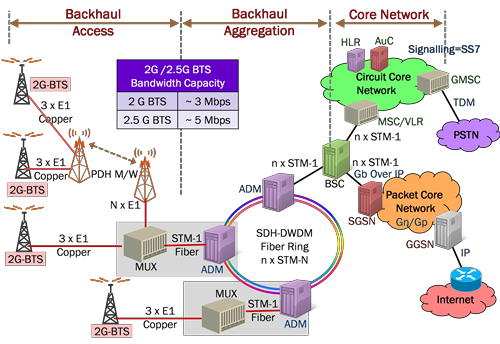 Backhaul
Access
Backhaul
Aggregation
Core Network
HLR
AuC
Signalling=SS7
2G-BTS
2G /2.5G BTS
Bandwidth Capacity
2 G BTS
~ 3 Mbps
2.5 G BTS
~ 5 Mbps
Circuit Core
Network
GMSC
3 x E1
Copper
MSC/VLR
TDM
PSTN
n x STM-1
3 x E1
Copper
2G-BTS
PDH M/W
n x STM-1
BSC
n x STM-1
Gb Over IP
ADM
N x E1
Packet Core
Network
SGSN
Gn/Gp
2G-BTS
3 x E1
Copper
MUX
STM-1
Fiber
ADM
SDH-DWDM
Fiber Ring
n x STM-N
GGSN
IP
Internet
2G-BTS
3 x E1
Copper
MUX
STM-1
Fiber
ADM